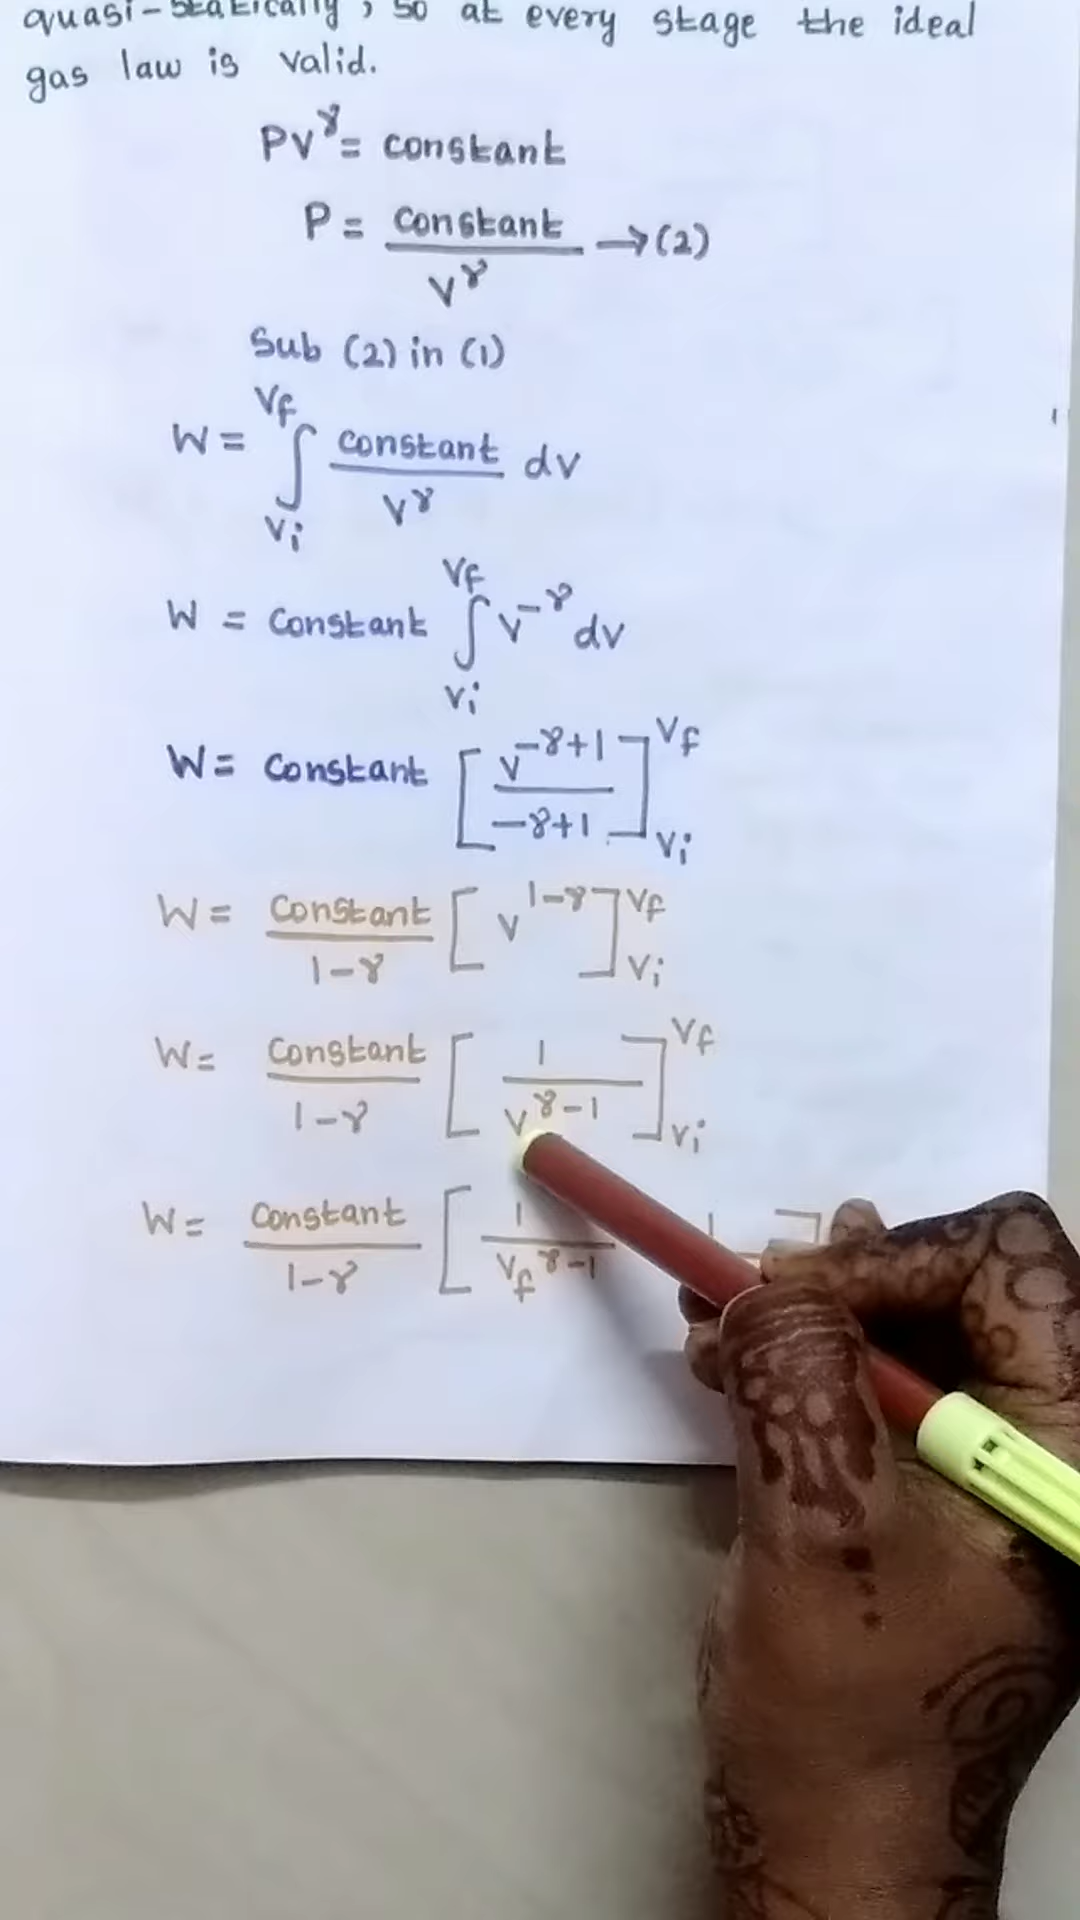 quasi-statically, so at every stage the ideal
gas law is valid.
PV^γ = constant
P = constant / V^γ → (2)
Sub (2) in (1)
W = ∫_{Vi}^{Vf} constant / V^γ dv
W = constant ∫_{Vi}^{Vf} V^{-γ} dv
W = constant [ V^{-γ+1} / -γ+1 ]_{Vi}^{Vf}
W = constant / 1-γ [ V^{1-γ} ]_{Vi}^{Vf}
W = constant / 1-γ [ 1 / V^{γ-1} ]_{Vi}^{Vf}
W = constant / 1-γ [ 1 / Vf^{γ-1} 1 ]